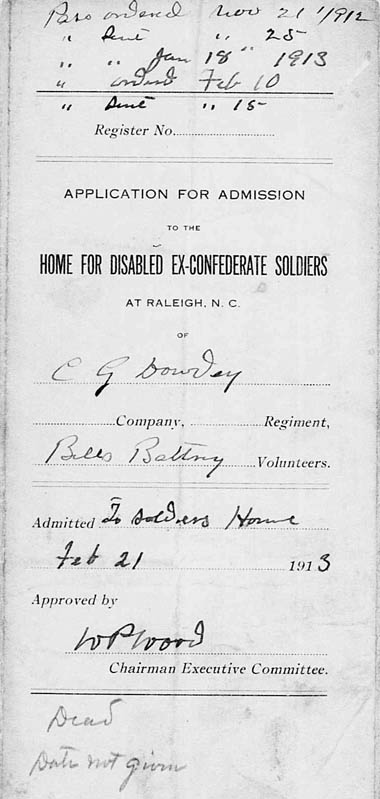 ordered Nov 21 1912
" Sent " 25
" " Jan 18 " 1913
" ordered Feb 10
" Sent " 15
Register No.
APPLICATION FOR ADMISSION
TO THE
HOME FOR DISABLED EX-CONFEDERATE SOLDIERS
AT RALEIGH, N. C.
OF
C G Dowdey
Company, Regiment,
Bells Battry Volunteers.
Admitted To Soldiers Home
Feb 21 1913
Approved by
W P Wood
Chairman Executive Committee.
Dead
Date not given